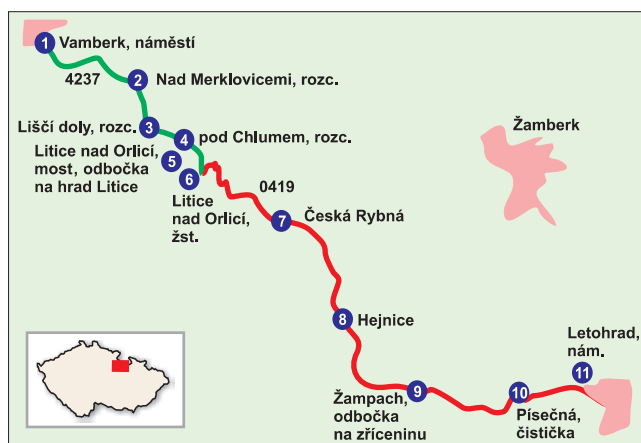 1 Vamberk, náměstí
4237
2 Nad Merklovicemi, rozc.
Žamberk
Liščí doly, rozc. 3
4 pod Chlumem, rozc.
Litice nad Orlicí,
most, odbočka
na hrad Litice
5
6
Litice
nad Orlicí,
žst.
0419
7 Česká Rybná
8 Hejnice
Letohrad,
nám.
11
9
Žampach,
odbočka
na zříceninu
10
Písečná,
čistička